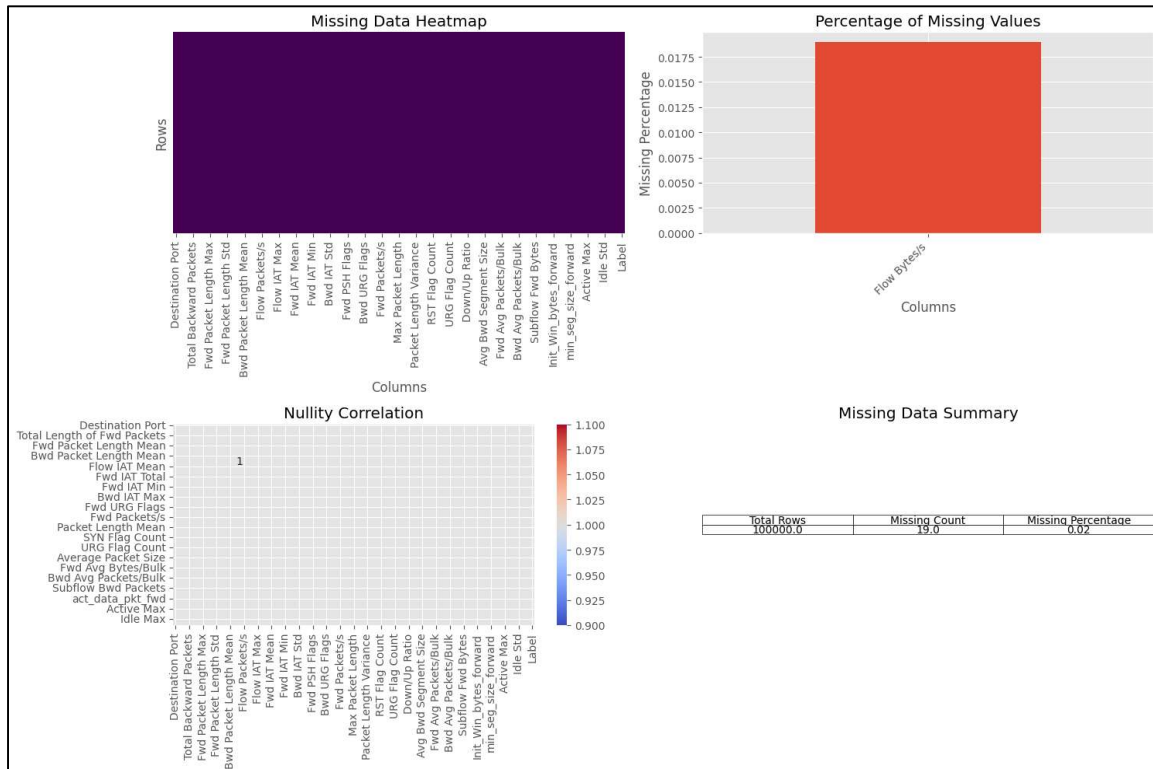 Missing Data Heatmap
Rows
Destination Port
Total Backward Packets
Fwd Packet Length Max
Fwd Packet Length Std
Bwd Packet Length Mean
Flow Packets/s
Flow IAT Max
Fwd IAT Mean
Fwd IAT Min
Bwd IAT Std
Fwd PSH Flags
Bwd URG Flags
Fwd Packets/s
Max Packet Length
Packet Length Variance
RST Flag Count
URG Flag Count
Down/Up Ratio
Avg Bwd Segment Size
Fwd Avg Packets/Bulk
Bwd Avg Packets/Bulk
Subflow Fwd Bytes
Init_Win_bytes_forward
min_seg_size_forward
Active Max
Idle Std
Label
Columns
Percentage of Missing Values
Missing Percentage
0.0175
0.0150
0.0125
0.0100
0.0075
0.0050
0.0025
0.0000
Flow Bytes/s
Columns
Nullity Correlation
Destination Port
Total Length of Fwd Packets
Fwd Packet Length Mean
Bwd Packet Length Mean
Flow IAT Mean
Fwd IAT Total
Fwd IAT Min
Bwd IAT Max
Fwd URG Flags
Fwd Packets/s
Packet Length Mean
SYN Flag Count
URG Flag Count
Average Packet Size
Fwd Avg Bytes/Bulk
Bwd Avg Packets/Bulk
Subflow Bwd Packets
act_data_pkt_fwd
Active Max
Idle Max
1
1.100
1.075
1.050
1.025
1.000
0.975
0.950
0.925
0.900
Destination Port
Total Backward Packets
Fwd Packet Length Max
Fwd Packet Length Std
Bwd Packet Length Mean
Flow Packets/s
Flow IAT Max
Fwd IAT Mean
Fwd IAT Min
Bwd IAT Std
Fwd PSH Flags
Bwd URG Flags
Fwd Packets/s
Max Packet Length
Packet Length Variance
RST Flag Count
URG Flag Count
Down/Up Ratio
Avg Bwd Segment Size
Fwd Avg Packets/Bulk
Bwd Avg Packets/Bulk
Subflow Fwd Bytes
Init_Win_bytes_forward
min_seg_size_forward
Active Max
Idle Std
Label
Missing Data Summary
Total Rows Missing Count Missing Percentage
100000.0 19.0 0.02